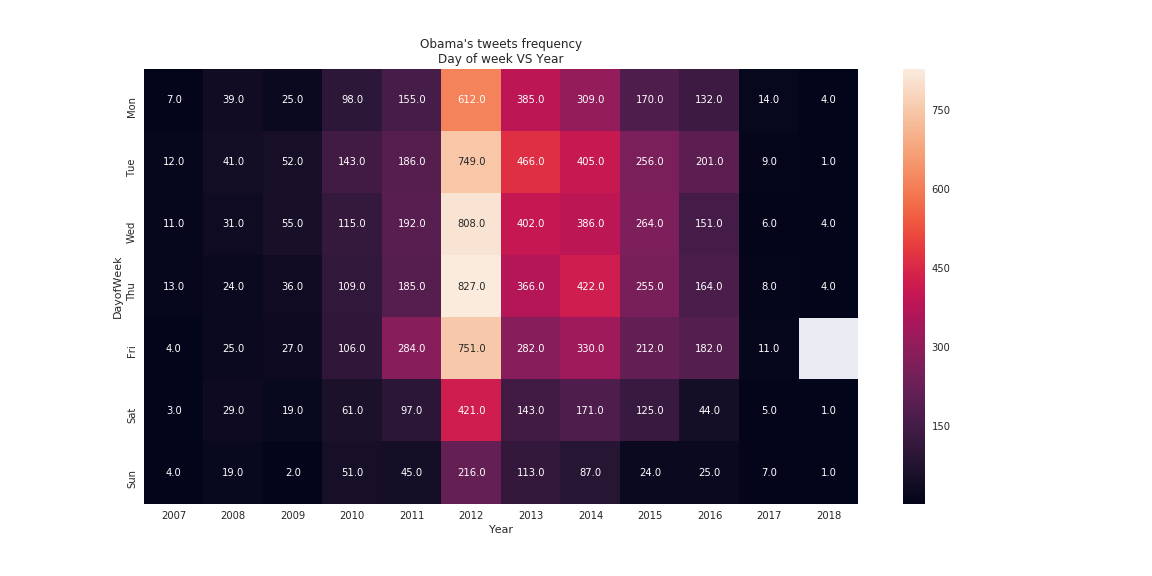 Obama's tweets frequency
Day of week VS Year
Mon 7.0 39.0 25.0 98.0 155.0 612.0 385.0 309.0 170.0 132.0 14.0 4.0
Tue 12.0 41.0 52.0 143.0 186.0 749.0 466.0 405.0 256.0 201.0 9.0 1.0
Wed 11.0 31.0 55.0 115.0 192.0 808.0 402.0 386.0 264.0 151.0 6.0 4.0
Thu 13.0 24.0 36.0 109.0 185.0 827.0 366.0 422.0 255.0 164.0 8.0 4.0
Fri 4.0 25.0 27.0 106.0 284.0 751.0 282.0 330.0 212.0 182.0 11.0
Sat 3.0 29.0 19.0 61.0 97.0 421.0 143.0 171.0 125.0 44.0 5.0 1.0
Sun 4.0 19.0 2.0 51.0 45.0 216.0 113.0 87.0 24.0 25.0 7.0 1.0
DayofWeek
2007 2008 2009 2010 2011 2012 2013 2014 2015 2016 2017 2018
Year
750
600
450
300
150